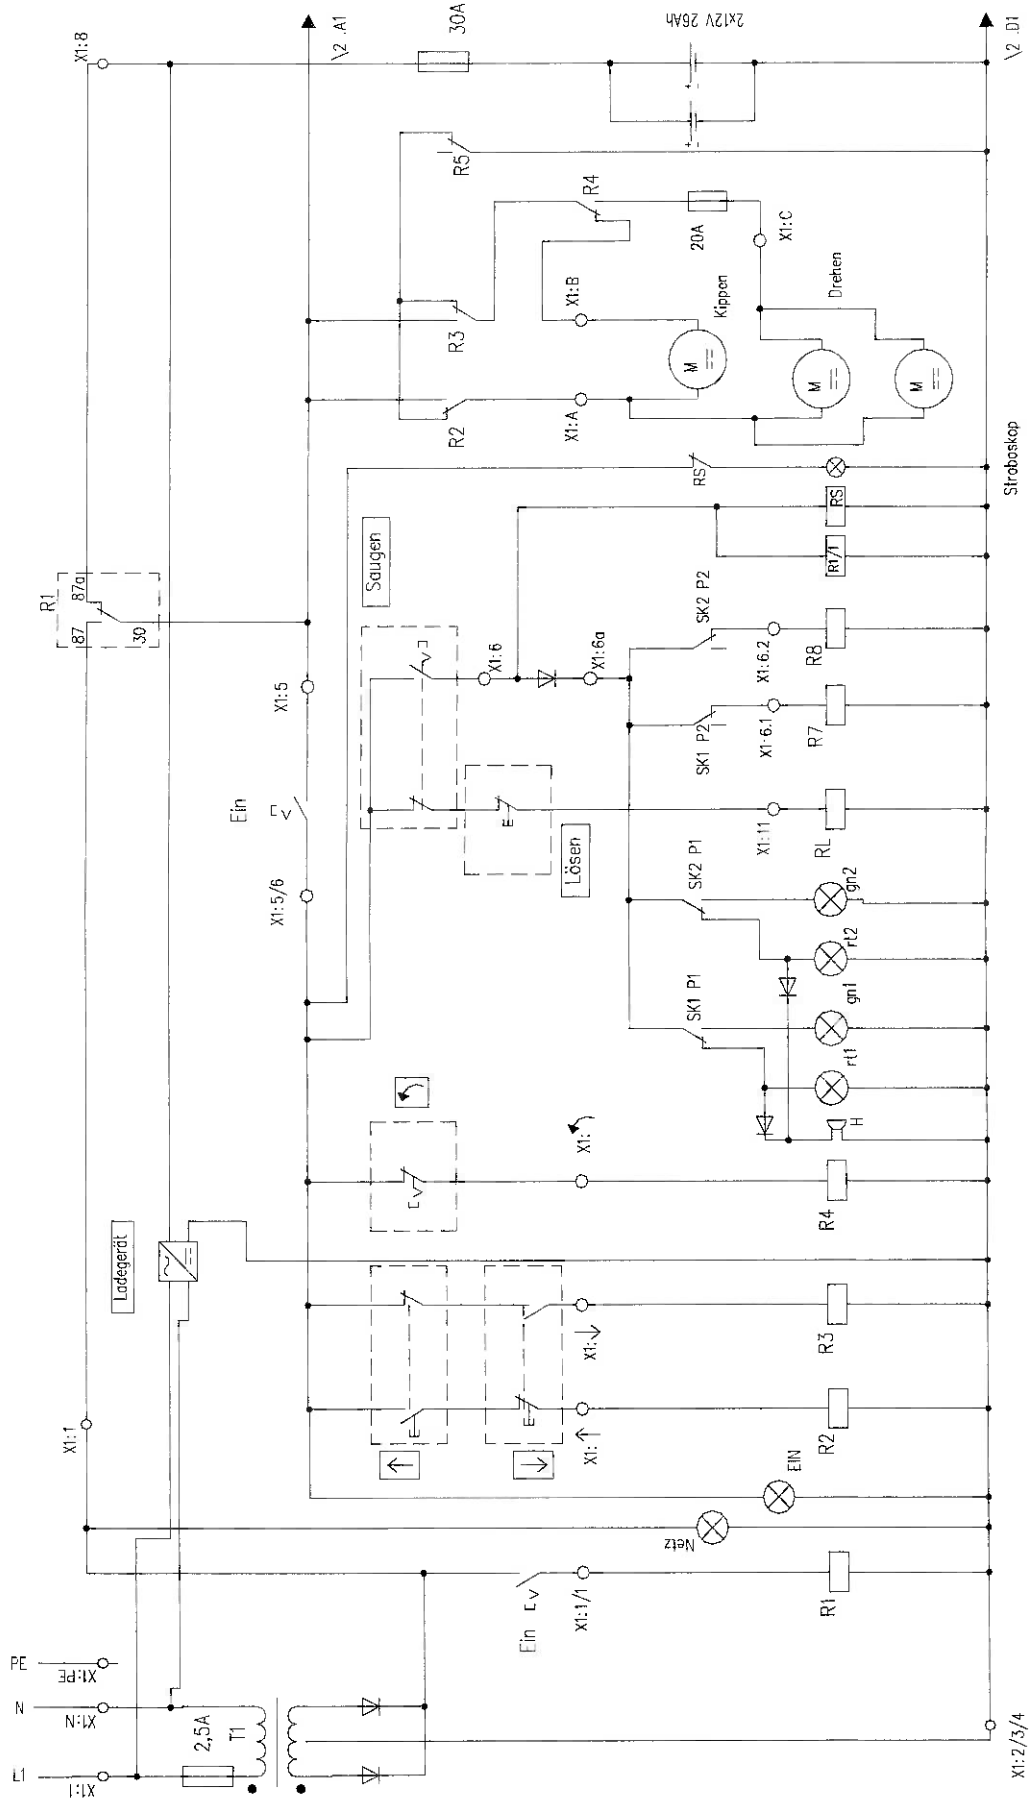 L1
N
PE
X1:1
X1:N
X1:PE
2,5A
T1
X1:1
Ladegerät
R1
87
87a
30
X1:8
Ein
X1:1/1
R1
Netz
EIN
X1:↑
R2
X1:↓
R3
X1:
R4
X1:5/6
Ein
X1:5
\2 .A1
Saugen
Lösen
X1:6
X1:6a
SK1 P1
SK2 P1
H
rt1
gn1
rt2
gn2
X1:11
RL
SK1 P2
X1:6.1
R7
SK2 P2
X1:6.2
R8
R1/1
RS
RS
Stroboskop
R2
R3
R4
R5
X1:A
X1:B
20A
X1:C
M
Kippen
M
Drehen
M
30A
2x12V 26Ah
+
+
-
\2 .D1
X1:2/3/4